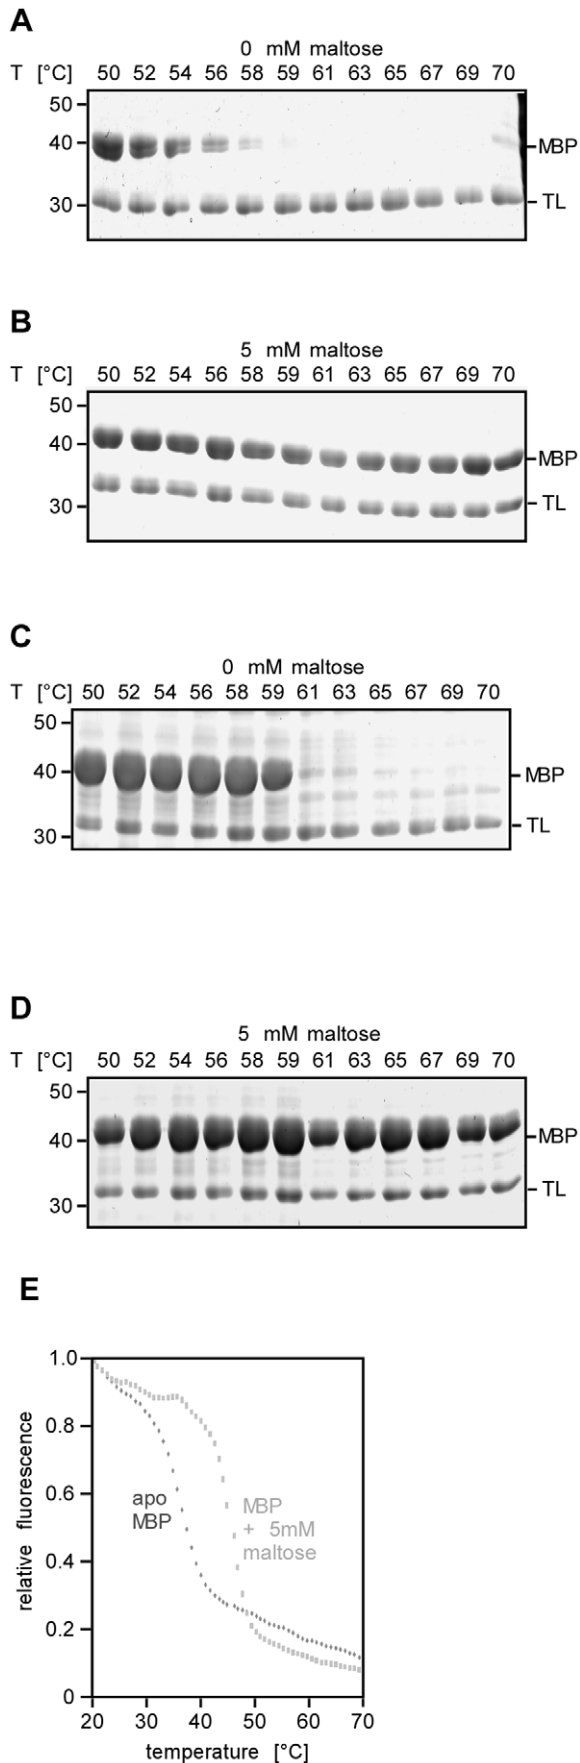 A
0 mM maltose
T [°C] 50 52 54 56 58 59 61 63 65 67 69 70
50
40
MBP
30
TL
B
5 mM maltose
T [°C] 50 52 54 56 58 59 61 63 65 67 69 70
50
40
MBP
30
TL
C
0 mM maltose
T [°C] 50 52 54 56 58 59 61 63 65 67 69 70
50
40
MBP
30
TL
D
5 mM maltose
T [°C] 50 52 54 56 58 59 61 63 65 67 69 70
50
40
MBP
30
TL
E
1.0
0.8
0.6
0.4
0.2
0
relative fluorescence
apo
MBP
MBP
+ 5mM
maltose
20 30 40 50 60 70
temperature [°C]